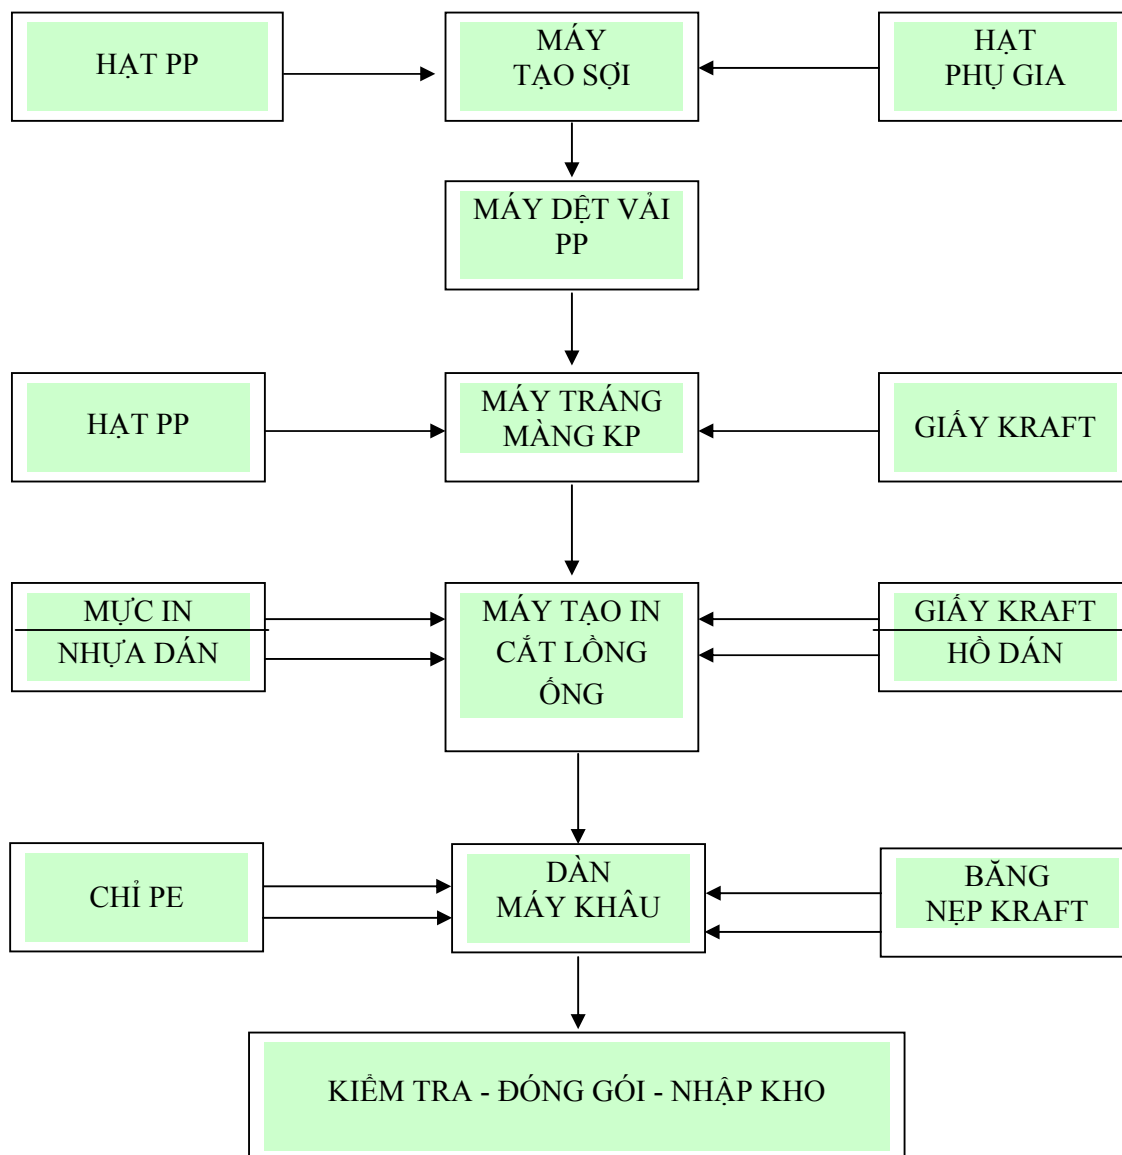 HẠT PP
MÁY
TẠO SỢI
HẠT
PHỤ GIA
MÁY DỆT VẢI
PP
HẠT PP
MÁY TRÁNG
MÀNG KP
GIẤY KRAFT
MỰC IN
NHỰA DÁN
MÁY TẠO IN
CẮT LỒNG
ỐNG
GIẤY KRAFT
HỒ DÁN
CHỈ PE
DÀN
MÁY KHÂU
BĂNG
NẸP KRAFT
KIỂM TRA - ĐÓNG GÓI - NHẬP KHO